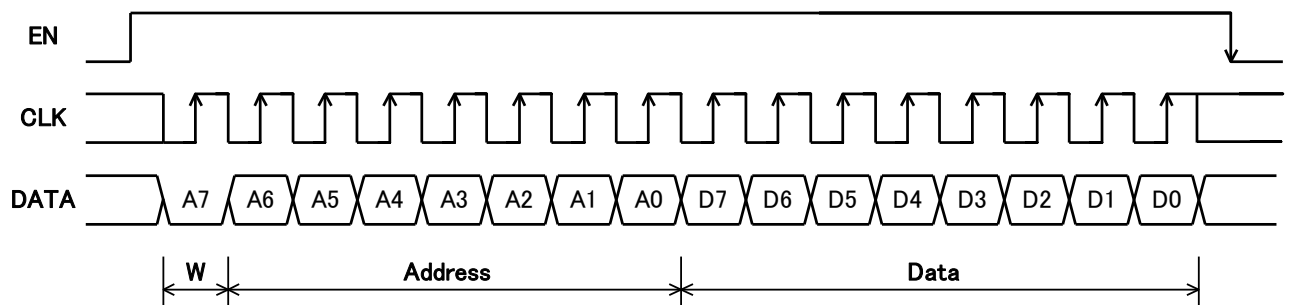 EN
CLK
DATA A7 A6 A5 A4 A3 A2 A1 A0 D7 D6 D5 D4 D3 D2 D1 D0
W Address Data